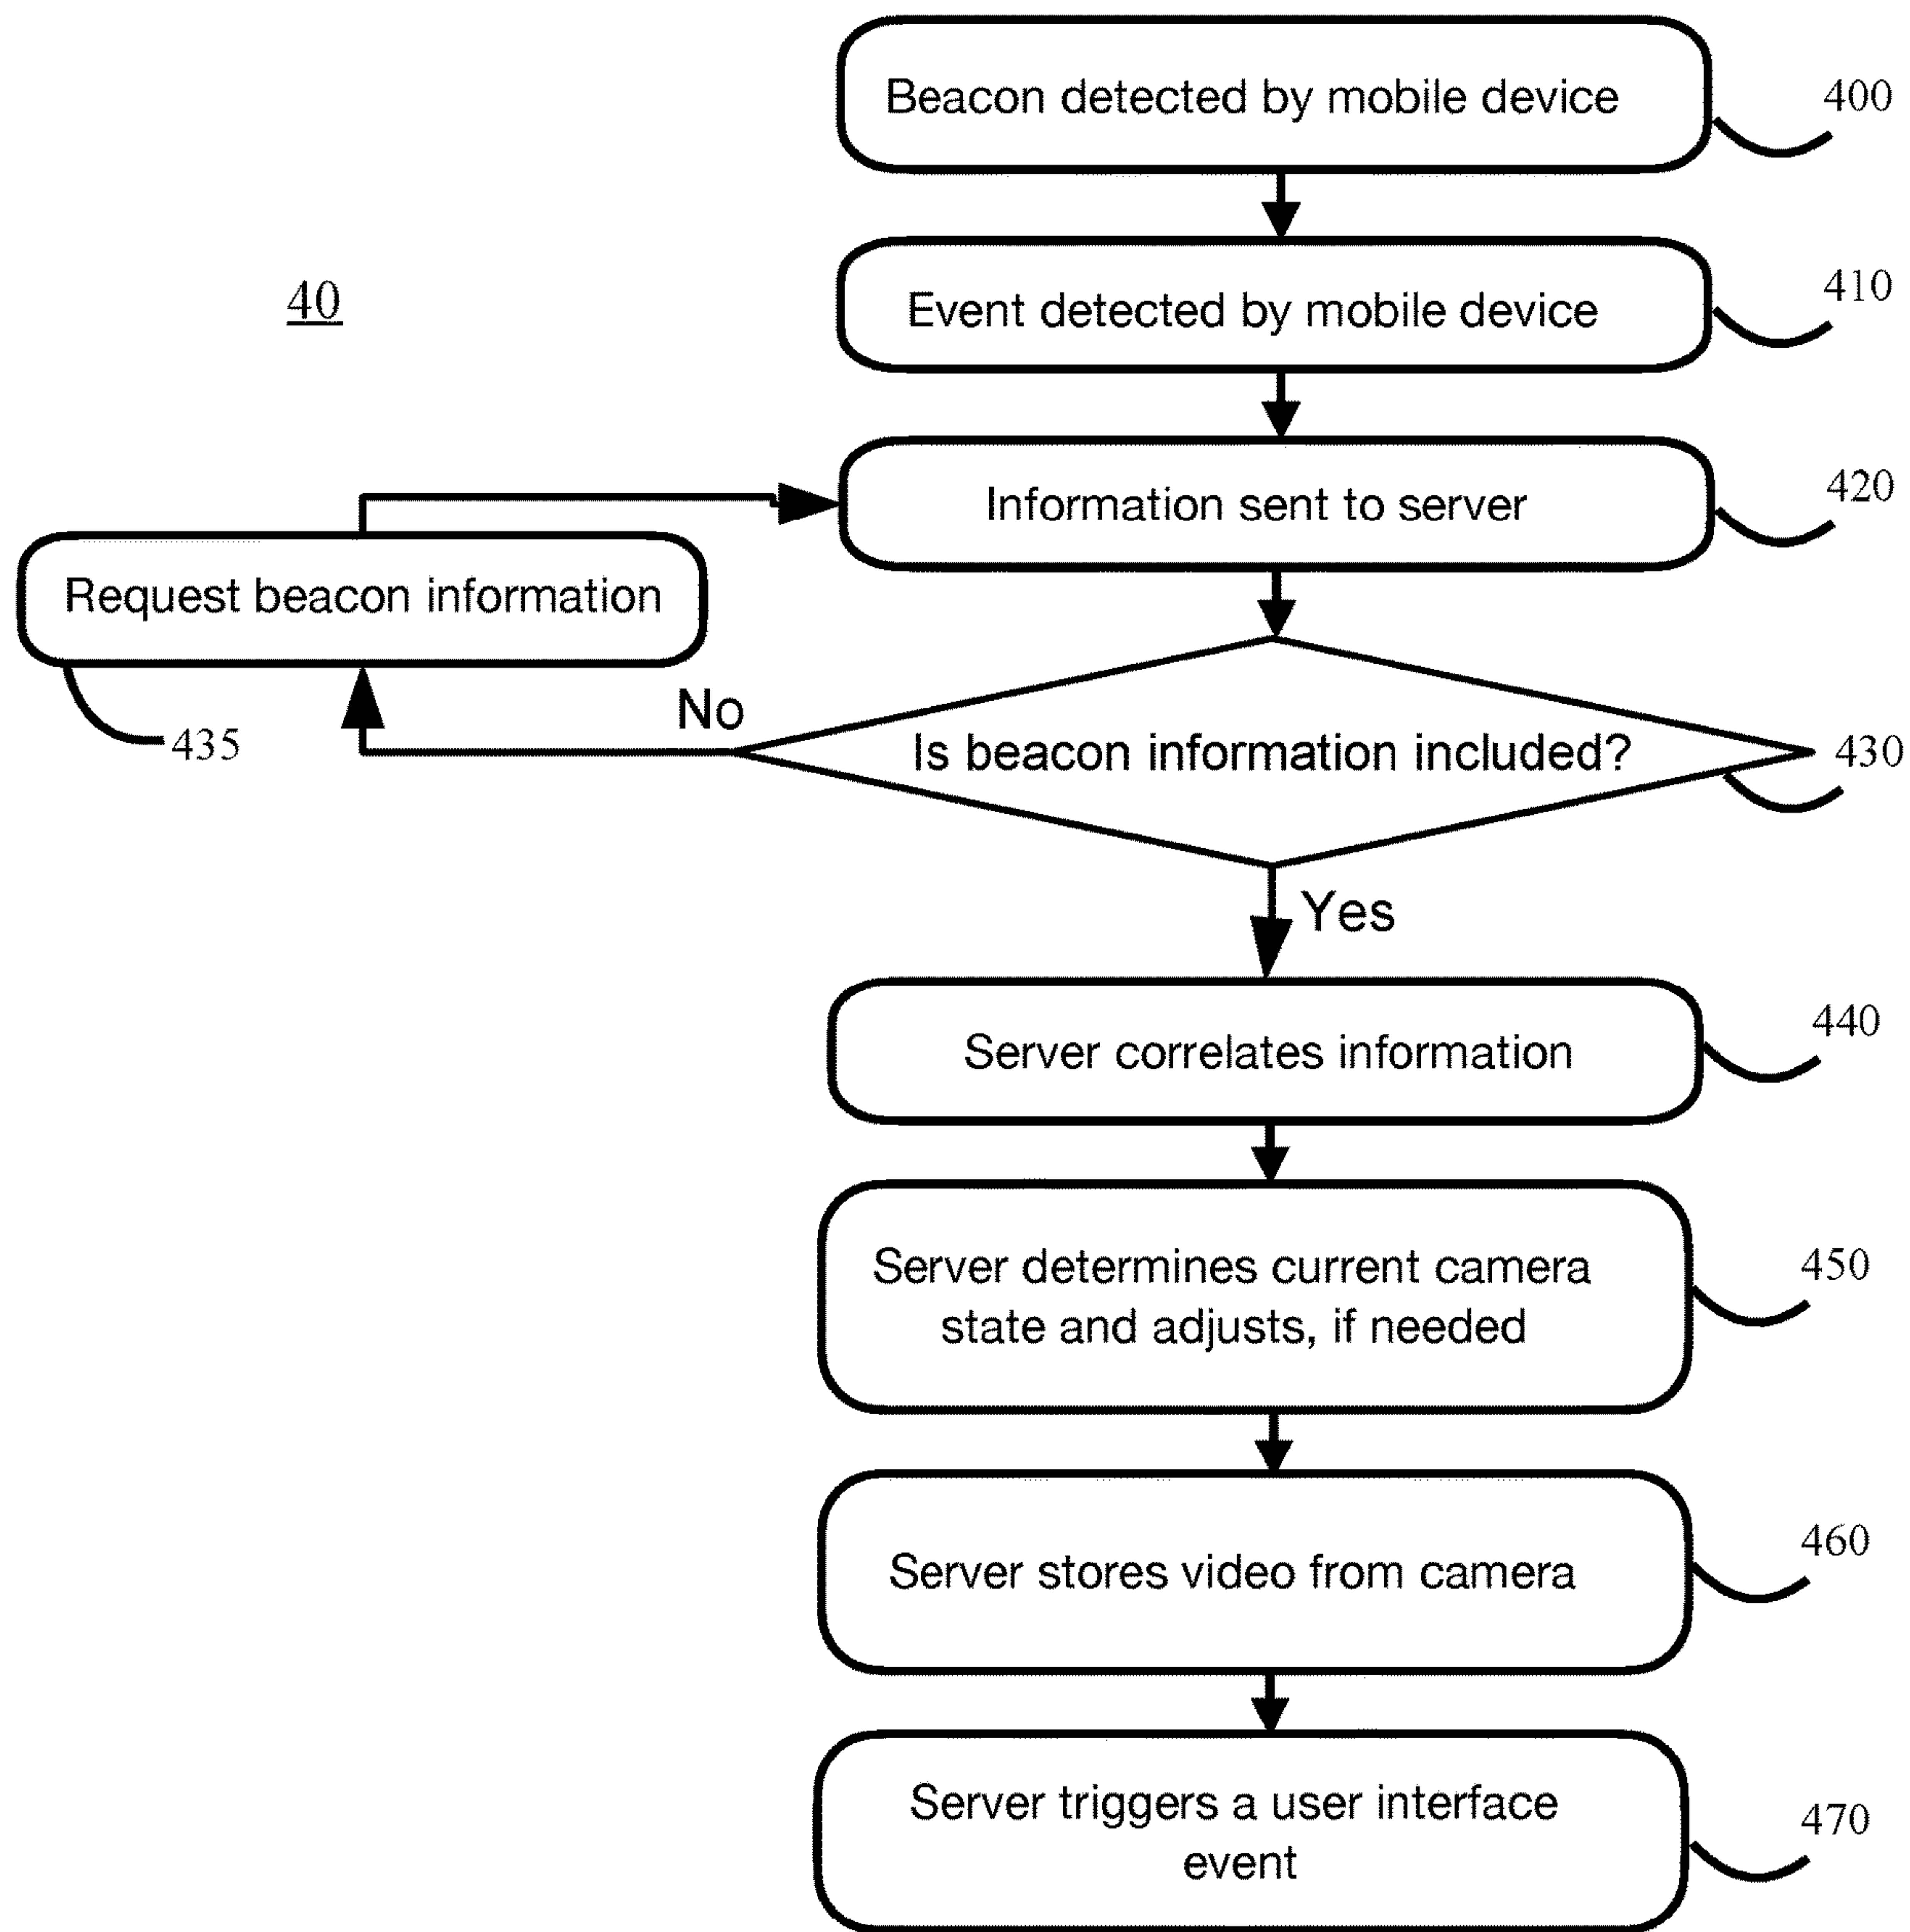 Beacon detected by mobile device
400
40
Event detected by mobile device
410
Information sent to server
420
Request beacon information
435
No
Is beacon information included?
430
Yes
Server correlates information
440
Server determines current camera
state and adjusts, if needed
450
Server stores video from camera
460
Server triggers a user interface
event
470